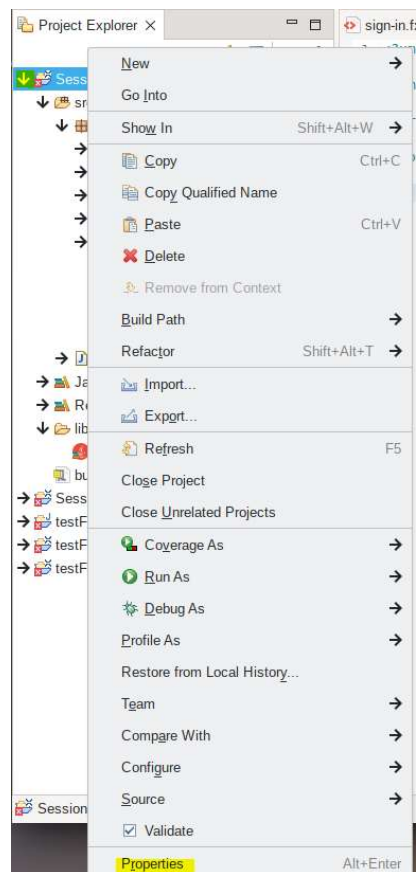 Project Explorer
sign-in.fx
New
Sess
Go Into
sr
Show In Shift+Alt+W
Copy Ctrl+C
Copy Qualified Name
Paste Ctrl+V
Delete
Remove from Context
Build Path
Refactor Shift+Alt+T
Ja
Import...
Re
Export...
lib
Refresh F5
bu
Close Project
Sess
Close Unrelated Projects
testF
Coverage As
testF
Run As
testF
Debug As
Profile As
Restore from Local History...
Team
Compare With
Configure
Source
Session
Validate
Properties Alt+Enter